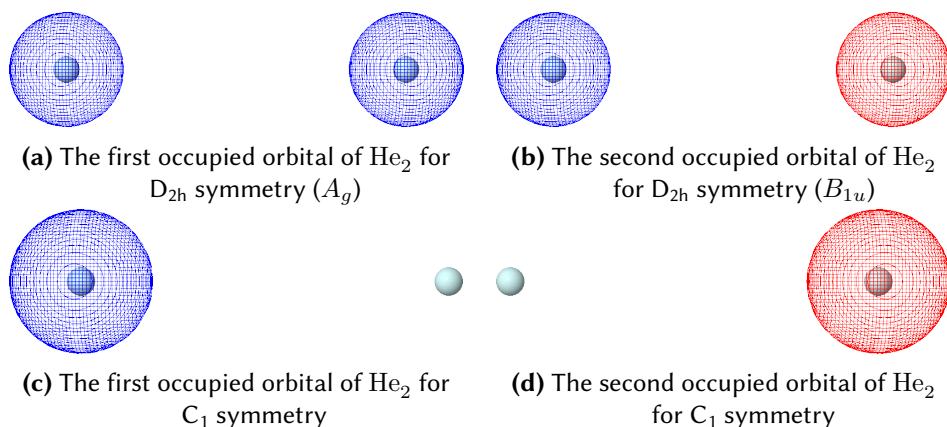 (a) The first occupied orbital of He₂ for
D₂ₕ symmetry (A_g)
(b) The second occupied orbital of He₂
for D₂ₕ symmetry (B₁ᵤ)
(c) The first occupied orbital of He₂ for
C₁ symmetry
(d) The second occupied orbital of He₂
for C₁ symmetry